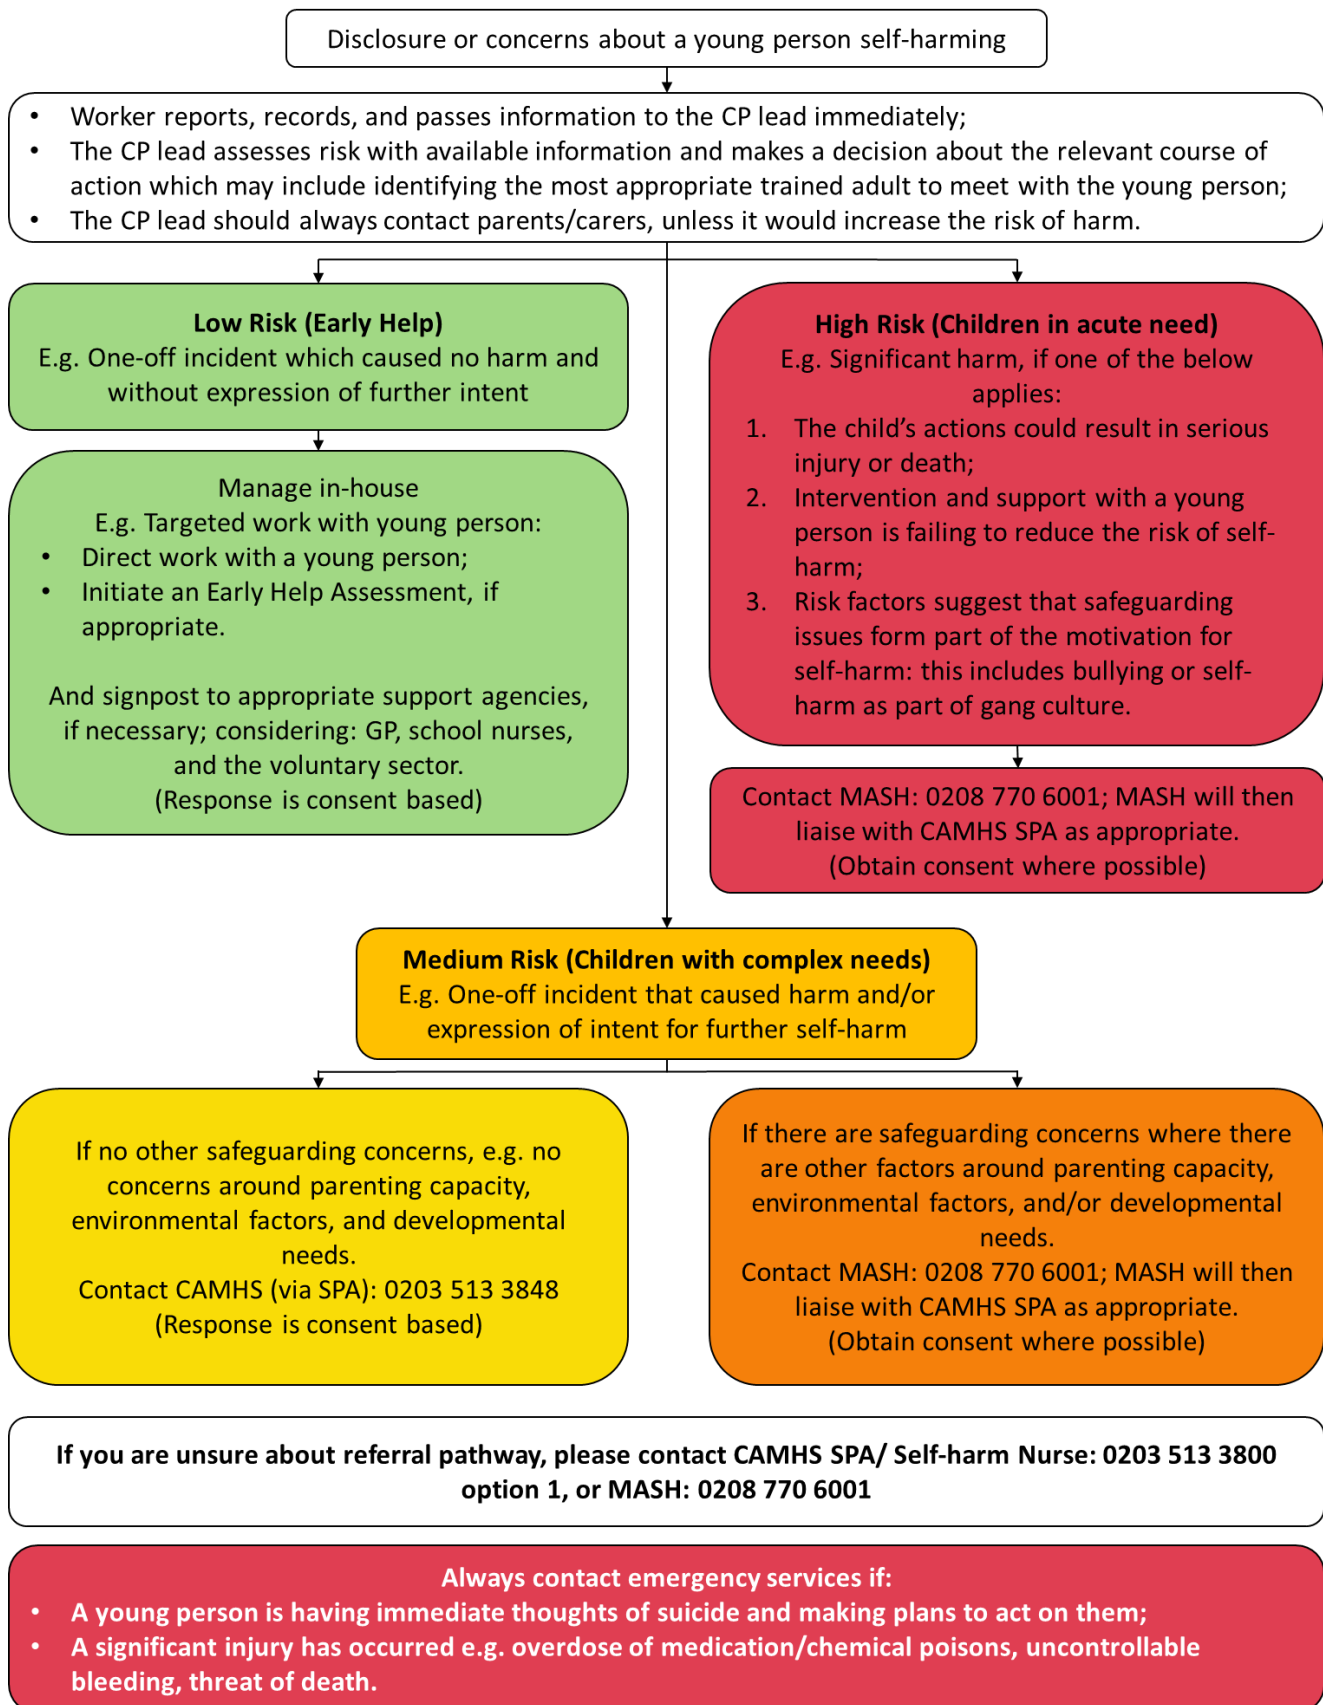 Disclosure or concerns about a young person self-harming
• Worker reports, records, and passes information to the CP lead immediately;
• The CP lead assesses risk with available information and makes a decision about the relevant course of
action which may include identifying the most appropriate trained adult to meet with the young person;
• The CP lead should always contact parents/carers, unless it would increase the risk of harm.
Low Risk (Early Help)
E.g. One-off incident which caused no harm and
without expression of further intent
Manage in-house
E.g. Targeted work with young person:
• Direct work with a young person;
• Initiate an Early Help Assessment, if
appropriate.
And signpost to appropriate support agencies,
if necessary; considering: GP, school nurses,
and the voluntary sector.
(Response is consent based)
High Risk (Children in acute need)
E.g. Significant harm, if one of the below
applies:
1. The child’s actions could result in serious
injury or death;
2. Intervention and support with a young
person is failing to reduce the risk of self-
harm;
3. Risk factors suggest that safeguarding
issues form part of the motivation for
self-harm: this includes bullying or self-
harm as part of gang culture.
Contact MASH: 0208 770 6001; MASH will then
liaise with CAMHS SPA as appropriate.
(Obtain consent where possible)
Medium Risk (Children with complex needs)
E.g. One-off incident that caused harm and/or
expression of intent for further self-harm
If no other safeguarding concerns, e.g. no
concerns around parenting capacity,
environmental factors, and developmental
needs.
Contact CAMHS (via SPA): 0203 513 3848
(Response is consent based)
If there are safeguarding concerns where there
are other factors around parenting capacity,
environmental factors, and/or developmental
needs.
Contact MASH: 0208 770 6001; MASH will then
liaise with CAMHS SPA as appropriate.
(Obtain consent where possible)
If you are unsure about referral pathway, please contact CAMHS SPA/ Self-harm Nurse: 0203 513 3800
option 1, or MASH: 0208 770 6001
Always contact emergency services if:
• A young person is having immediate thoughts of suicide and making plans to act on them;
• A significant injury has occurred e.g. overdose of medication/chemical poisons, uncontrollable
bleeding, threat of death.